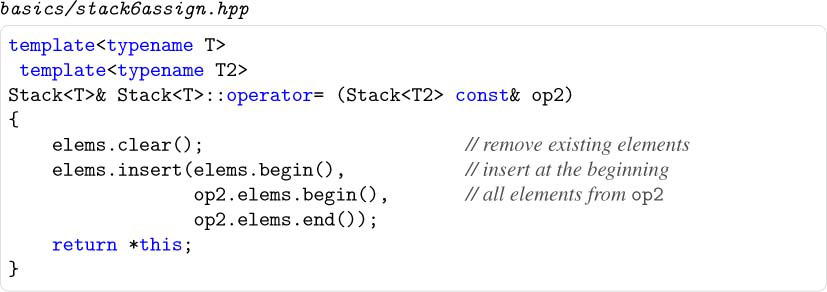 basics/stack6assign.hpp
template<typename T>
 template<typename T2>
Stack<T>& Stack<T>::operator= (Stack<T2> const& op2)
{
    elems.clear();                        // remove existing elements
    elems.insert(elems.begin(),           // insert at the beginning
                 op2.elems.begin(),       // all elements from op2
                 op2.elems.end());
    return *this;
}